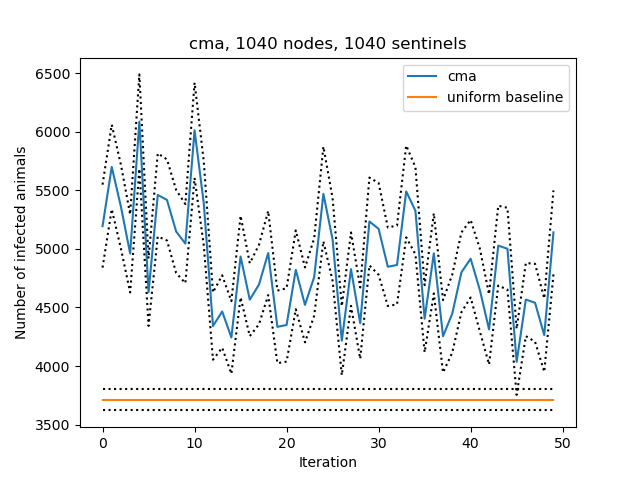 cma, 1040 nodes, 1040 sentinels
cma
uniform baseline
Number of infected animals
6500
6000
5500
5000
4500
4000
3500
0 10 20 30 40 50
Iteration